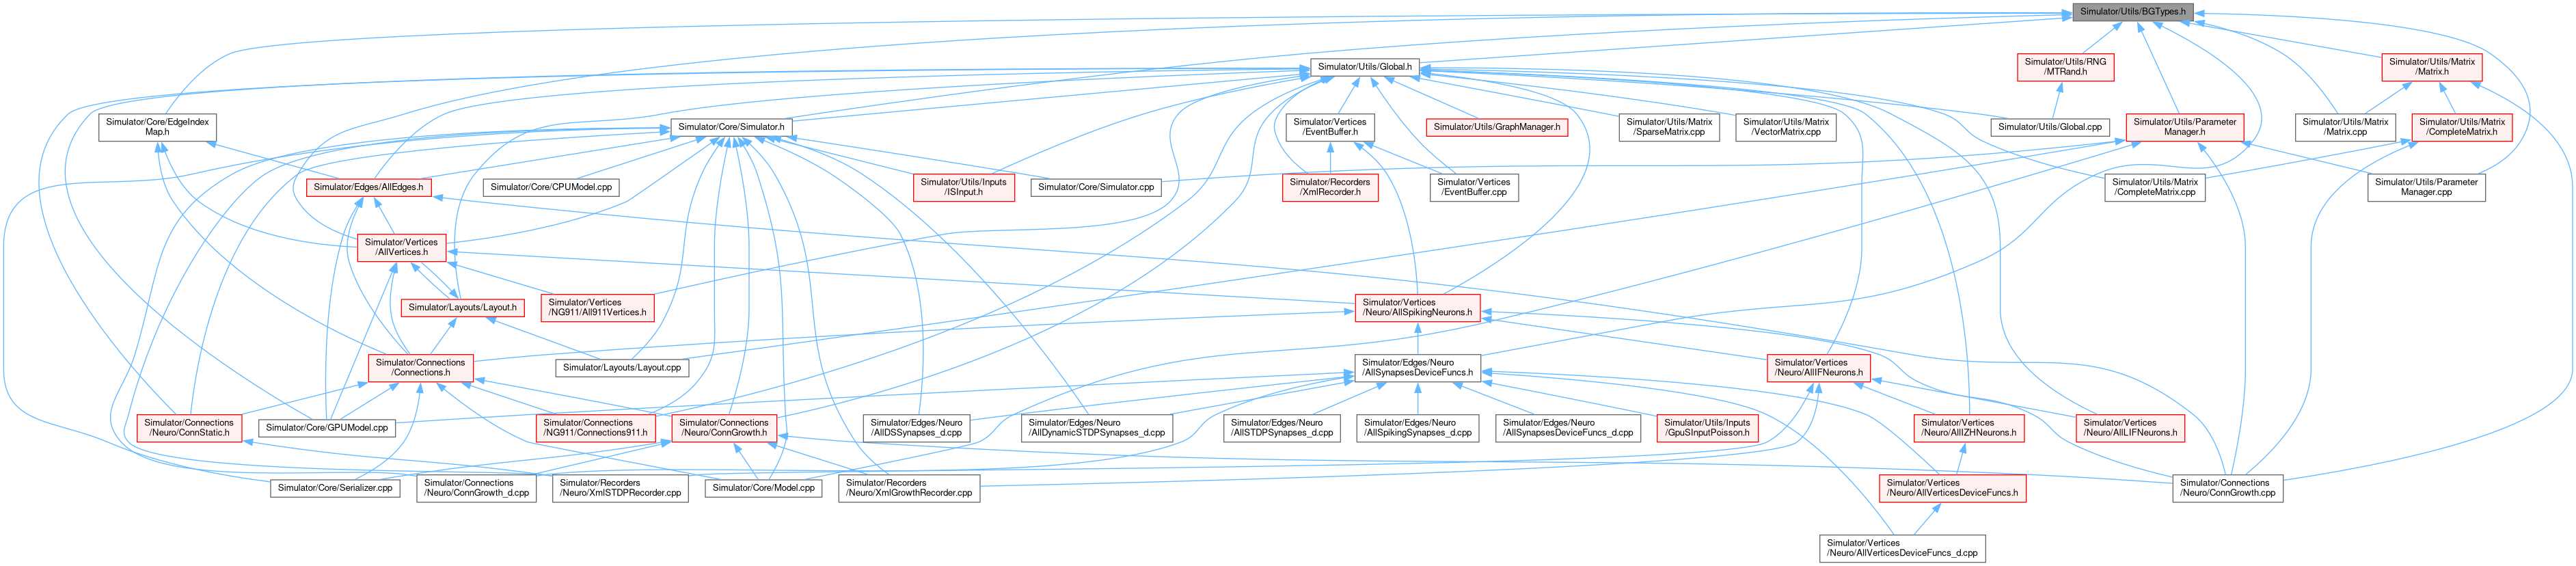 Simulator/Utils/BGTypes.h
Simulator/Utils/Global.h
Simulator/Utils/RNG
/MTRand.h
Simulator/Utils/Matrix
/Matrix.h
Simulator/Core/EdgeIndex
Map.h
Simulator/Core/Simulator.h
Simulator/Vertices
/EventBuffer.h
Simulator/Utils/GraphManager.h
Simulator/Utils/Matrix
/SparseMatrix.cpp
Simulator/Utils/Matrix
/VectorMatrix.cpp
Simulator/Utils/Global.cpp
Simulator/Utils/Parameter
Manager.h
Simulator/Utils/Matrix
/Matrix.cpp
Simulator/Utils/Matrix
/CompleteMatrix.h
Simulator/Edges/AllEdges.h
Simulator/Core/CPUModel.cpp
Simulator/Utils/Inputs
/ISInput.h
Simulator/Core/Simulator.cpp
Simulator/Recorders
/XmlRecorder.h
Simulator/Vertices
/EventBuffer.cpp
Simulator/Utils/Matrix
/CompleteMatrix.cpp
Simulator/Utils/Parameter
Manager.cpp
Simulator/Vertices
/AllVertices.h
Simulator/Layouts/Layout.h
Simulator/Vertices
/NG911/All911Vertices.h
Simulator/Vertices
/Neuro/AllSpikingNeurons.h
Simulator/Connections
/Connections.h
Simulator/Layouts/Layout.cpp
Simulator/Edges/Neuro
/AllSynapsesDeviceFuncs.h
Simulator/Vertices
/Neuro/AllIFNeurons.h
Simulator/Connections
/Neuro/ConnStatic.h
Simulator/Core/GPUModel.cpp
Simulator/Connections
/NG911/Connections911.h
Simulator/Connections
/Neuro/ConnGrowth.h
Simulator/Edges/Neuro
/AllDSSynapses_d.cpp
Simulator/Edges/Neuro
/AllDynamicSTDPSynapses_d.cpp
Simulator/Edges/Neuro
/AllSTDPSynapses_d.cpp
Simulator/Edges/Neuro
/AllSpikingSynapses_d.cpp
Simulator/Edges/Neuro
/AllSynapsesDeviceFuncs_d.cpp
Simulator/Utils/Inputs
/GpuSInputPoisson.h
Simulator/Vertices
/Neuro/AllIZHNeurons.h
Simulator/Vertices
/Neuro/AllLIFNeurons.h
Simulator/Core/Serializer.cpp
Simulator/Connections
/Neuro/ConnGrowth_d.cpp
Simulator/Recorders
/Neuro/XmlSTDPRecorder.cpp
Simulator/Core/Model.cpp
Simulator/Recorders
/Neuro/XmlGrowthRecorder.cpp
Simulator/Vertices
/Neuro/AllVerticesDeviceFuncs.h
Simulator/Connections
/Neuro/ConnGrowth.cpp
Simulator/Vertices
/Neuro/AllVerticesDeviceFuncs_d.cpp